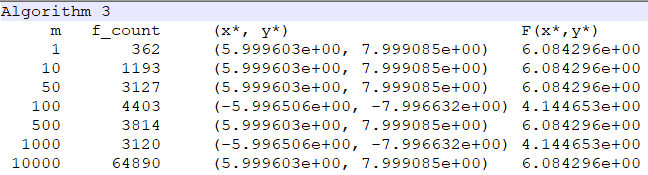 Algorithm 3
m f_count (x*, y*) F(x*,y*)
1 362 (5.999603e+00, 7.999085e+00) 6.084296e+00
10 1193 (5.999603e+00, 7.999085e+00) 6.084296e+00
50 3127 (5.999603e+00, 7.999085e+00) 6.084296e+00
100 4403 (-5.996506e+00, -7.996632e+00) 4.144653e+00
500 3814 (5.999603e+00, 7.999085e+00) 6.084296e+00
1000 3120 (-5.996506e+00, -7.996632e+00) 4.144653e+00
10000 64890 (5.999603e+00, 7.999085e+00) 6.084296e+00